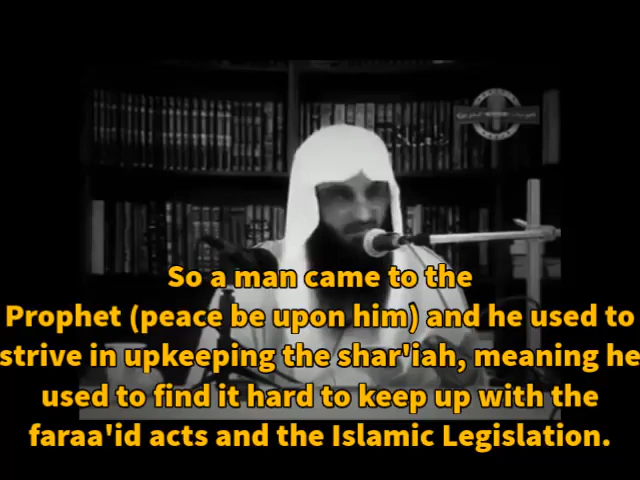 So a man came to the
Prophet (peace be upon him) and he used to
strive in upkeeping the shar'iah, meaning he
used to find it hard to keep up with the
faraa'id acts and the Islamic Legislation.